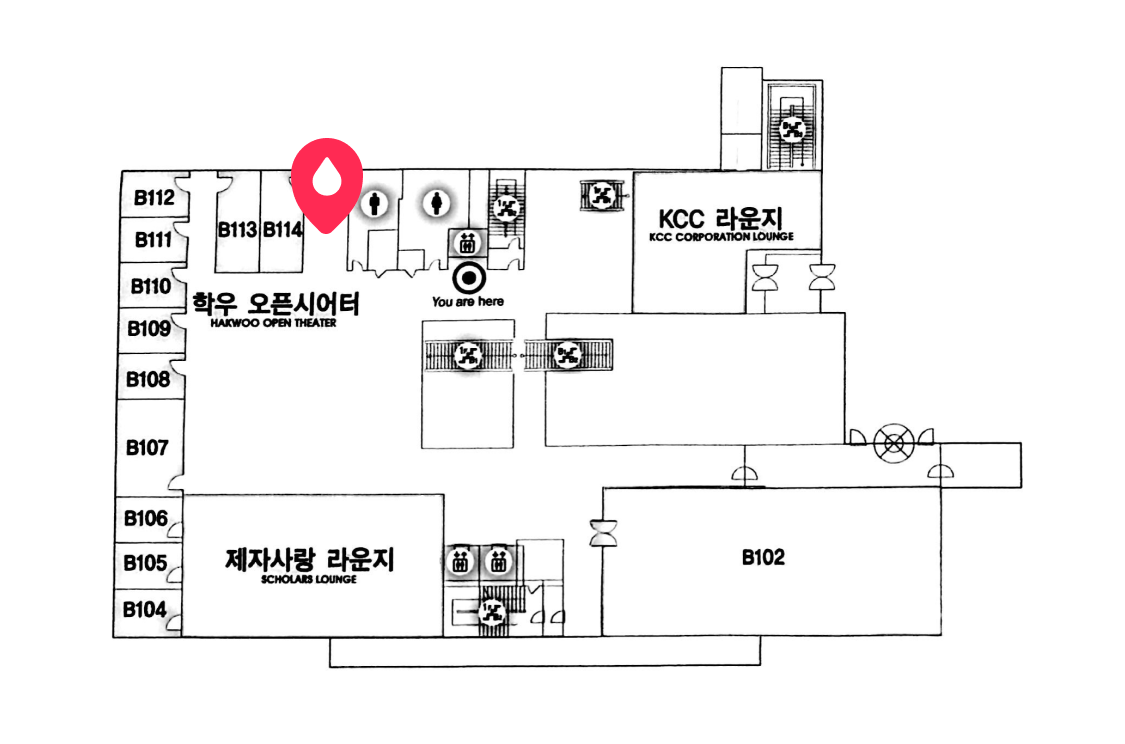 B112
B113
B114
B111
KCC 라운지
KCC CORPORATION LOUNGE
B110
You are here
학우 오픈시어터
HAKWOO OPEN THEATER
B109
B108
B107
B106
제자사랑 라운지
SCHOLARS LOUNGE
B105
B102
B104